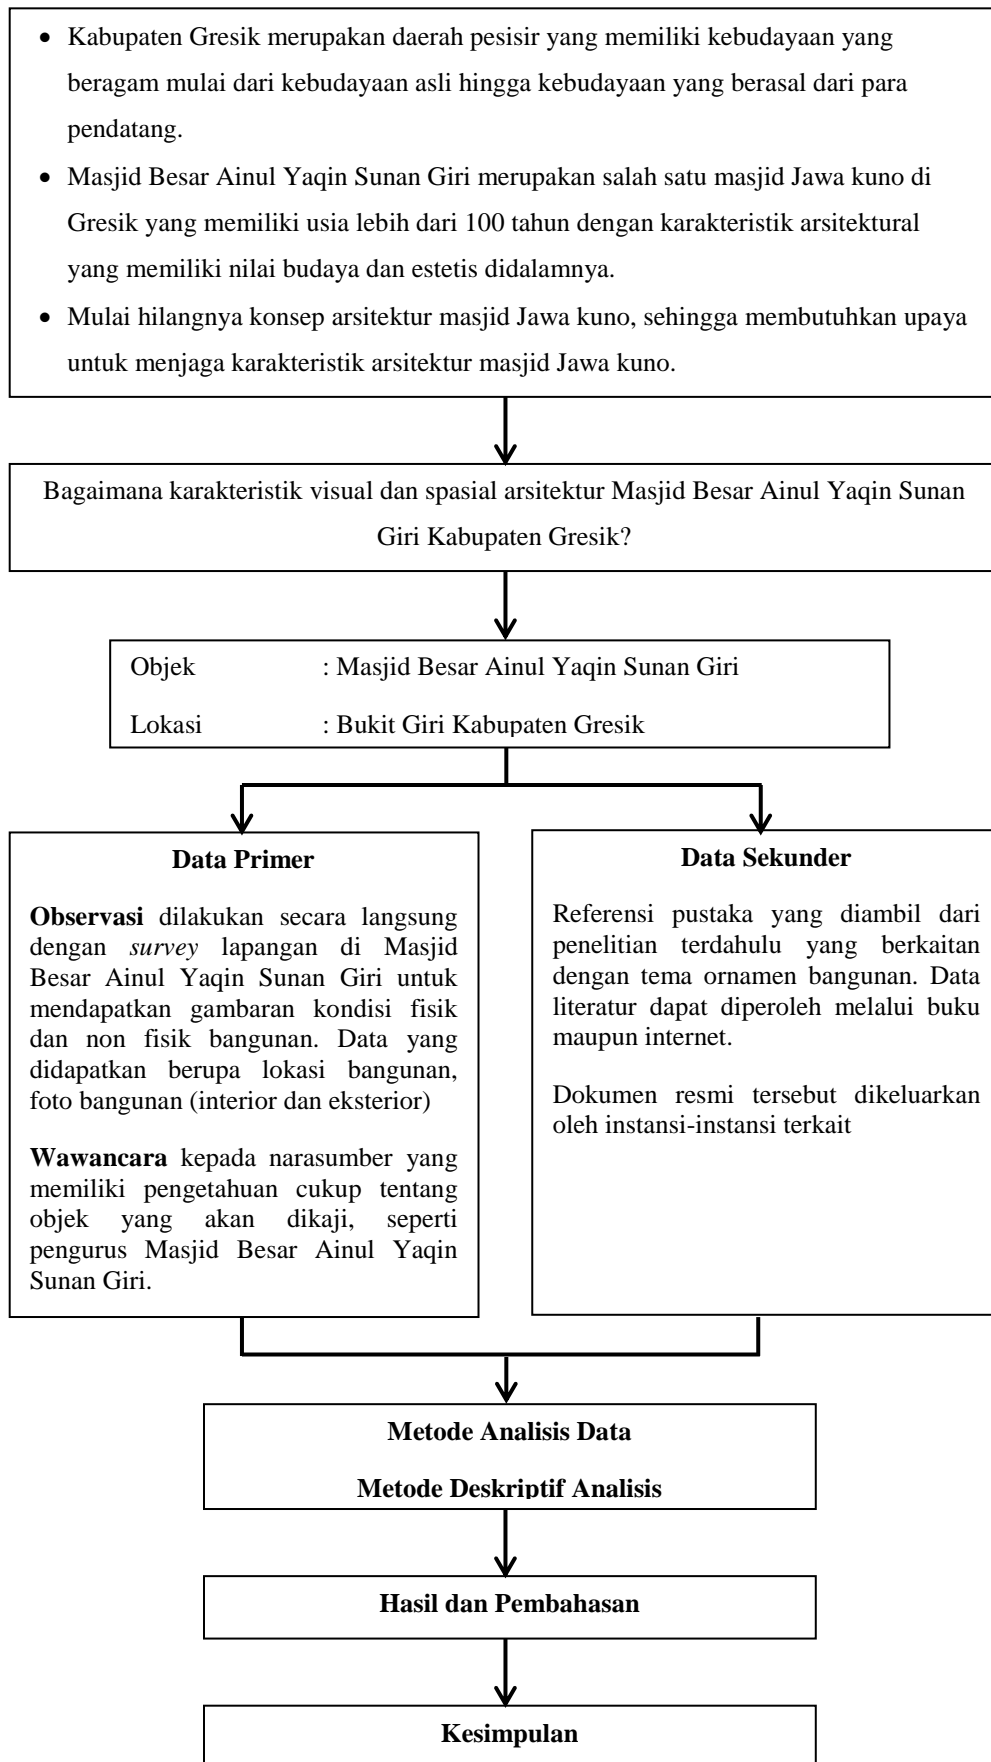 • Kabupaten Gresik merupakan daerah pesisir yang memiliki kebudayaan yang
beragam mulai dari kebudayaan asli hingga kebudayaan yang berasal dari para
pendatang.
• Masjid Besar Ainul Yaqin Sunan Giri merupakan salah satu masjid Jawa kuno di
Gresik yang memiliki usia lebih dari 100 tahun dengan karakteristik arsitektural
yang memiliki nilai budaya dan estetis didalamnya.
• Mulai hilangnya konsep arsitektur masjid Jawa kuno, sehingga membutuhkan upaya
untuk menjaga karakteristik arsitektur masjid Jawa kuno.
Bagaimana karakteristik visual dan spasial arsitektur Masjid Besar Ainul Yaqin Sunan
Giri Kabupaten Gresik?
Objek : Masjid Besar Ainul Yaqin Sunan Giri
Lokasi : Bukit Giri Kabupaten Gresik
Data Primer
Observasi dilakukan secara langsung
dengan survey lapangan di Masjid
Besar Ainul Yaqin Sunan Giri untuk
mendapatkan gambaran kondisi fisik
dan non fisik bangunan. Data yang
didapatkan berupa lokasi bangunan,
foto bangunan (interior dan eksterior)
Wawancara kepada narasumber yang
memiliki pengetahuan cukup tentang
objek yang akan dikaji, seperti
pengurus Masjid Besar Ainul Yaqin
Sunan Giri.
Data Sekunder
Referensi pustaka yang diambil dari
penelitian terdahulu yang berkaitan
dengan tema ornamen bangunan. Data
literatur dapat diperoleh melalui buku
maupun internet.
Dokumen resmi tersebut dikeluarkan
oleh instansi-instansi terkait
Metode Analisis Data
Metode Deskriptif Analisis
Hasil dan Pembahasan
Kesimpulan